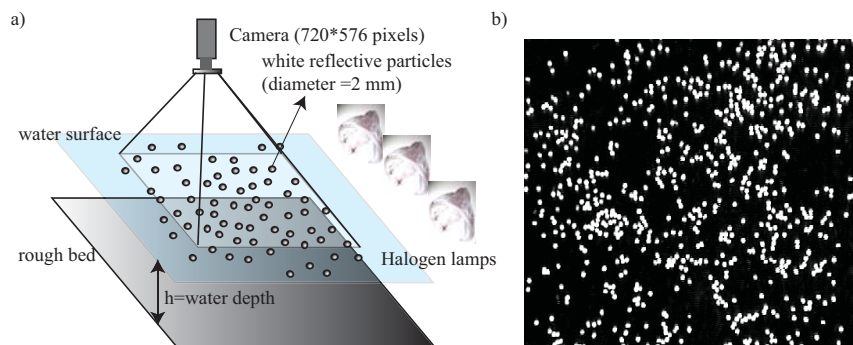 a)
Camera (720*576 pixels)
white reflective particles
(diameter =2 mm)
water surface
rough bed
Halogen lamps
h=water depth
b)